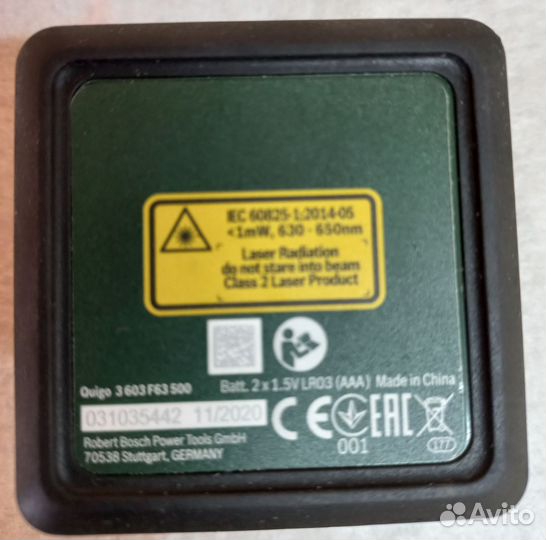 IEC 60825-1:2014-05
<1mW, 630 - 650nm
Laser Radiation
do not stare into beam
Class 2 Laser Product
Quigo 3 603 F63 500 Batt. 2 x 1.5V LR03 (AAA) Made in China
031035442 11/2020
CE EAC
001
177
Robert Bosch Power Tools GmbH
70538 Stuttgart, GERMANY
Avito